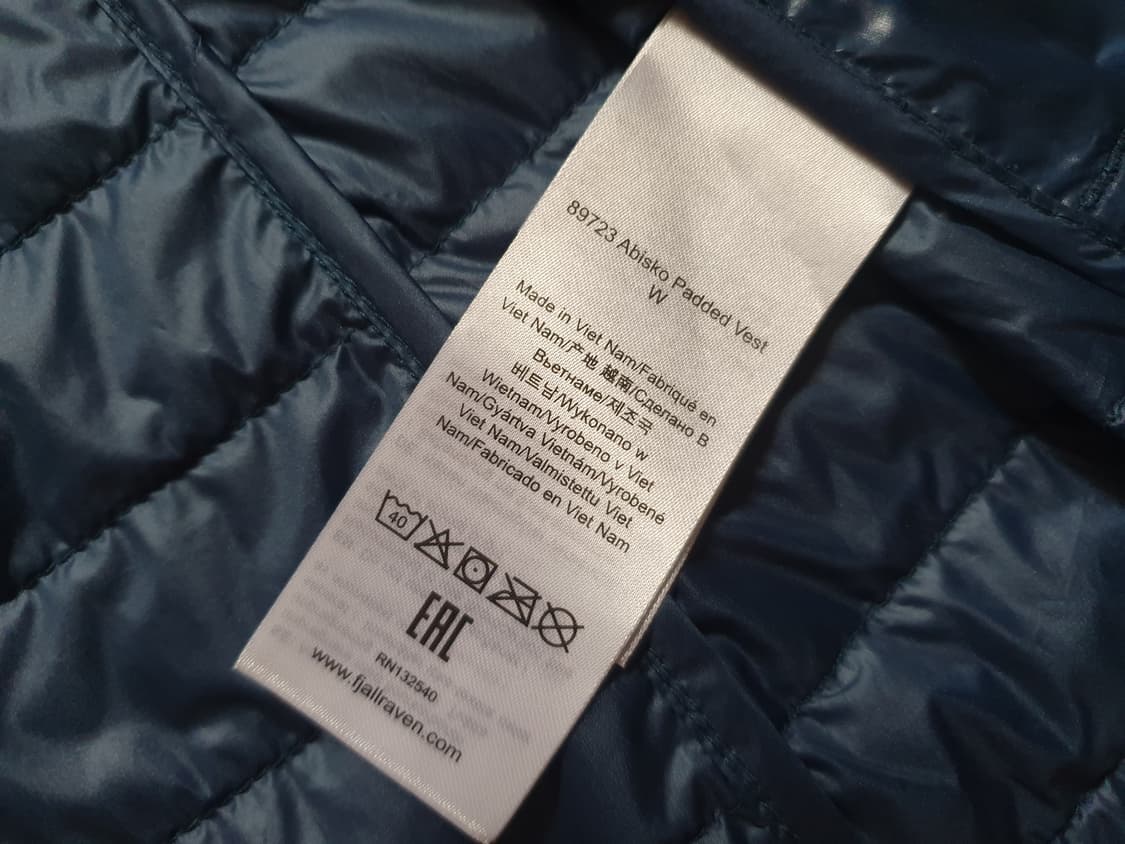 89723 Abisko Padded Vest
W
Made in Viet Nam/Fabriqué en
Viet Nam/产地 越南/Сделано В
Вьетнаме/제조국
베트남/Wykonano w
Wietnam/Vyrobeno v Viet
Nam/Gyártva Vietnám/Vyrobené
Viet Nam/Valmistettu Viet
Nam/Fabricado en Viet Nam
40
EAC
RN132540
www.fjallraven.com